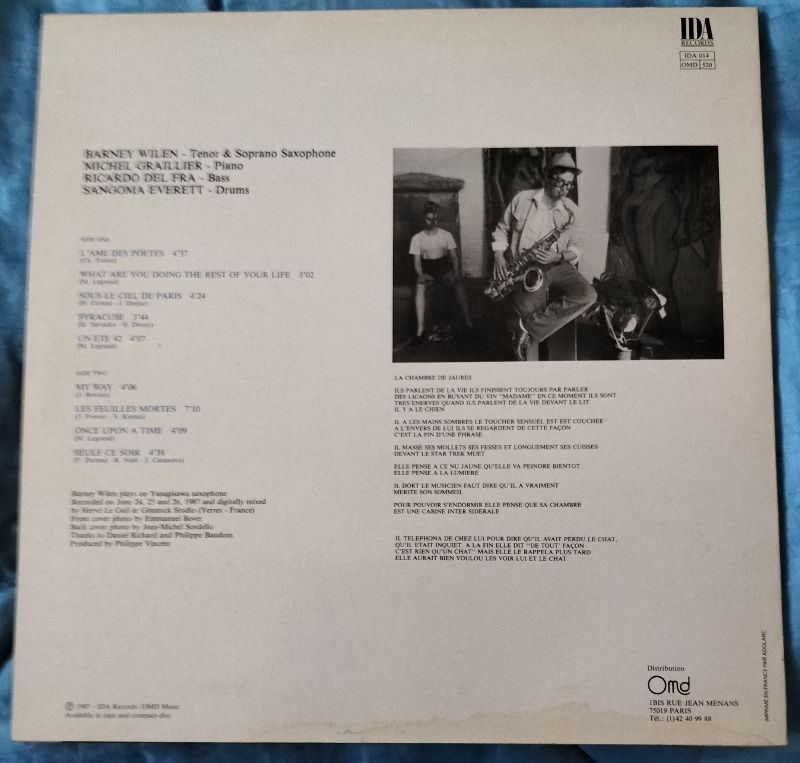 IDA
RECORDS
IDA 014
OMD 520
BARNEY WILEN - Tenor & Soprano Saxophone
MICHEL GRAILLIER - Piano
RICARDO DEL FRA - Bass
SANGOMA EVERETT - Drums
SIDE ONE
L'AME DES POETES 4'37
(Ch. Trenet)
WHAT ARE YOU DOING THE REST OF YOUR LIFE 3'02
(M. Legrand)
SOUS LE CIEL DE PARIS 4'24
SYRACUSE 3'44
(H. Salvador - B. Dimey)
UN ETE 42 4'07
(M. Legrand)
SIDE TWO
MY WAY 4'06
(J. Revaux)
LES FEUILLES MORTES 7'10
(J. Prévert - V. Kosma)
ONCE UPON A TIME 4'09
(M. Legrand)
SEULE CE SOIR 4'38
(P. Durand - R. Noël - J. Casanova)
Barney Wilen plays on Yanagisawa saxophone
Recorded on June 24, 25 and 26, 1987 and digitally mixed
by Hervé Le Guil at Gimmick Studio (Yerres - France)
Front cover photo by Emmanuel Bovet
Back cover photo by Jean-Michel Sordello
Thanks to Daniel Richard and Philippe Baudoin
Produced by Philippe Vincent
LA CHAMBRE DE JAURES
ILS PARLENT DE LA VIE ILS FINISSENT TOUJOURS PAR PARLER
DES LICAONS EN BUVANT DU VIN "MADAME" EN CE MOMENT ILS SONT
TRES ENERVES QUAND ILS PARLENT DE LA VIE DEVANT LE LIT
IL Y A LE CHIEN
IL A LES MAINS SOMBRES LE TOUCHER SENSUEL EST EST COUCHEE
A L'ENVERS DE LUI ILS SE REGARDENT DE CETTE FAÇON
C'EST LA FIN D'UNE PHRASE
IL MASSE SES MOLLETS SES FESSES ET LONGUEMENT SES CUISSES
DEVANT LE STAR TREK MUET
ELLE PENSE A CE NU JAUNE QU'ELLE VA PEINDRE BIENTOT
ELLE PENSE A LA LUMIERE
IL DORT LE MUSICIEN FAUT DIRE QU'IL A VRAIMENT
MERITE SON SOMMEIL
POUR POUVOIR S'ENDORMIR ELLE PENSE QUE SA CHAMBRE
EST UNE CABINE INTER SIDERALE
IL TELEPHONA DE CHEZ LUI POUR DIRE QU'IL AVAIT PERDU LE CHAT,
QU'IL ETAIT INQUIET. A LA FIN ELLE DIT "DE TOUT' FAÇON
C'EST RIEN QU'UN CHAT" MAIS ELLE LE RAPPELA PLUS TARD
ELLE AURAIT BIEN VOULOU LES VOIR LUI ET LE CHAT
Ⓟ 1987 - IDA Records / OMD Music
Available in tape and compact-disc
Distribution
Omd
1BIS RUE JEAN MENANS
75019 PARIS
Tél.: (1)42 40 99 88
IMPRIMÉ EN FRANCE PAR ADOLARC